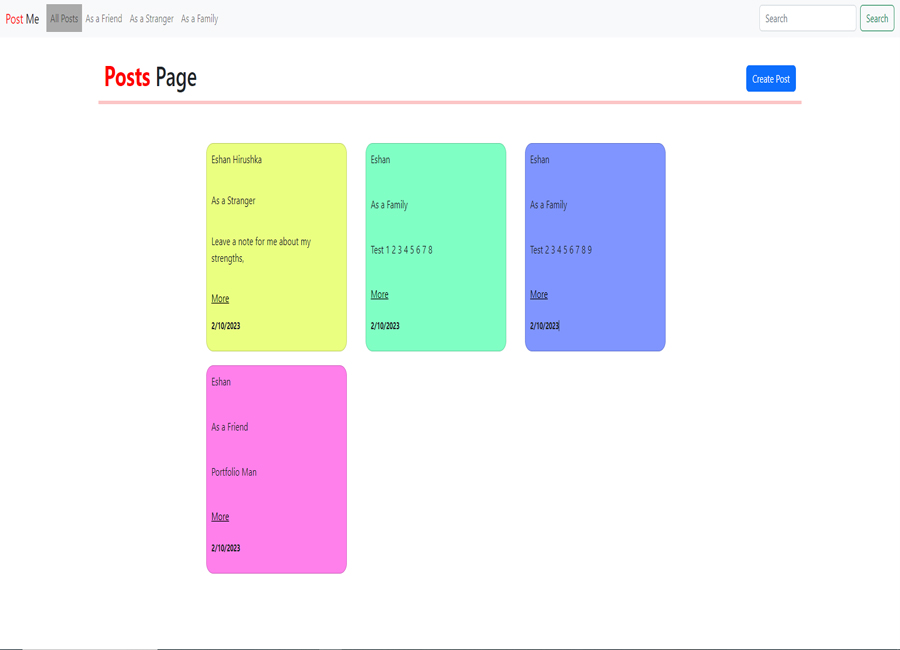 Post Me All Posts As a Friend As a Stranger As a Family Search Search
Posts Page Create Post
Eshan Hirushka
As a Stranger
Leave a note for me about my
strengths,
More
2/10/2023
Eshan
As a Family
Test 1 2 3 4 5 6 7 8
More
2/10/2023
Eshan
As a Family
Test 2 3 4 5 6 7 8 9
More
2/10/2023
Eshan
As a Friend
Portfolio Man
More
2/10/2023